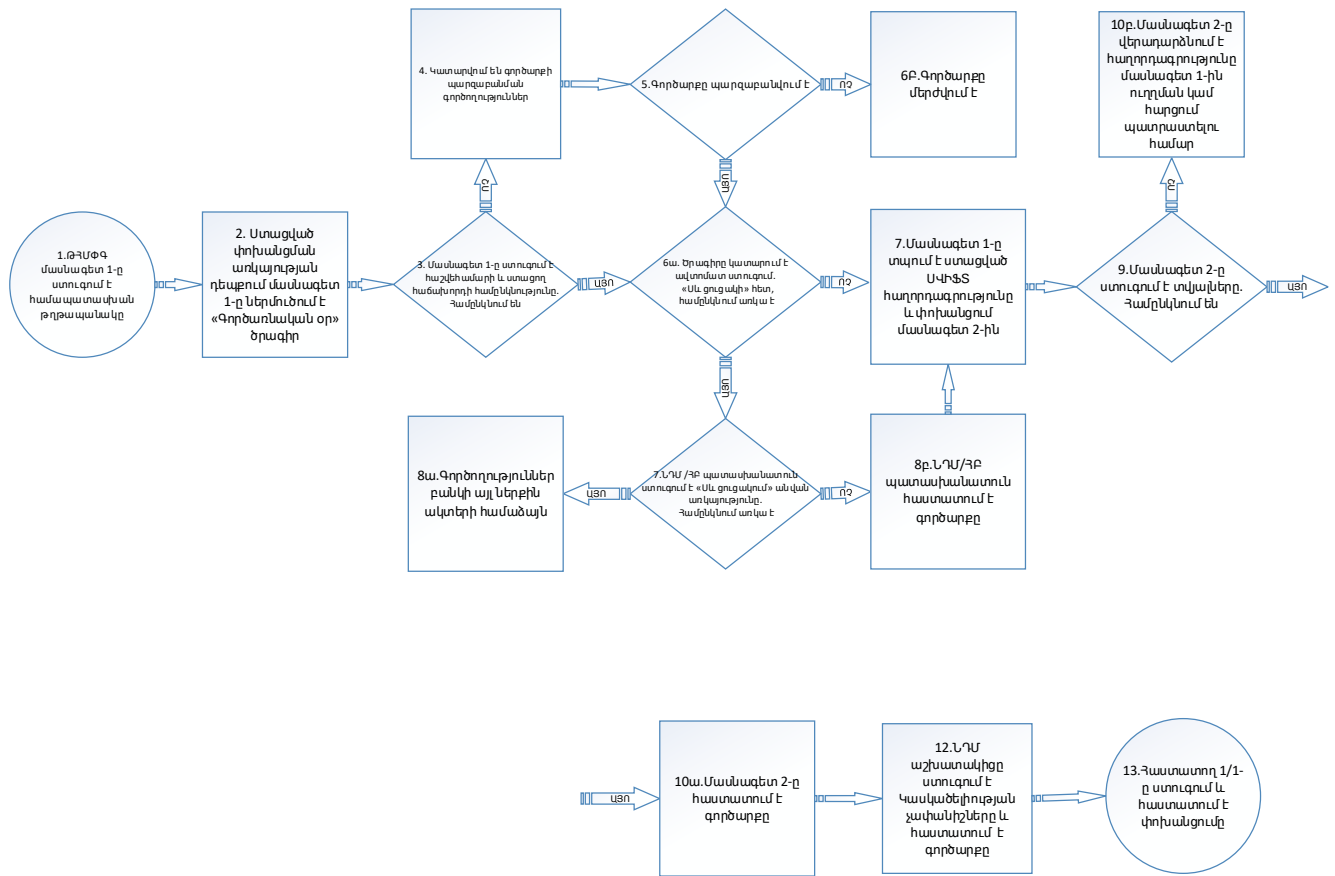 4. Կատարվում են գործարքի
պարզաբանման
գործողություններ
5.Գործարքը պարզաբանվում է
ՈՉ
6Բ.Գործարքը
մերժվում է
10բ.Մասնագետ 2-ը
վերադարձնում է
հաղորդագրությունը
մասնագետ 1-ին
ուղղման կամ
հարցում
պատրաստելու
համար
ՈՉ
ԱՅՈ
ՈՉ
1.ԹՀՄՓԳ
մասնագետ 1-ը
ստուգում է
համապատասխան
թղթապանակը
2. Ստացված
փոխանցման
առկայության
դեպքում մասնագետ
1-ը ներմուծում է
«Գործառնական օր»
ծրագիր
3. Մասնագետ 1-ը ստուգում է
հաշվեհամարի և ստացող
հաճախորդի համընկնությունը.
Համընկնում են
ԱՅՈ
6ա. Ծրագիրը կատարում է
ավտոմատ ստուգում.
«Սև ցուցակի» հետ,
համընկնում առկա է
ՈՉ
7.Մասնագետ 1-ը
տպում է ստացված
ՍՎԻՖՏ
հաղորդագրությունը
և փոխանցում
մասնագետ 2-ին
9.Մասնագետ 2-ը
ստուգում է տվյալները.
Համընկնում են
ԱՅՈ
ԱՅՈ
8ա.Գործողություններ
բանկի այլ ներքին
ակտերի համաձայն
ԱՅՈ
7.ՆԴՄ /ՀԲ պատասխանատուն
ստուգում է «Սև ցուցակում» անվան
առկայությունը.
Համընկնում առկա է
ՈՉ
8բ.ՆԴՄ/ՀԲ
պատասխանատուն
հաստատում է
գործարքը
ԱՅՈ
10ա.Մասնագետ 2-ը
հաստատում է
գործարքը
12.ՆԴՄ
աշխատակիցը
ստուգում է
Կասկածելիության
չափանիշները և
հաստատում է
գործարքը
13.Հաստատող 1/1-
ը ստուգում և
հաստատում է
փոխանցումը